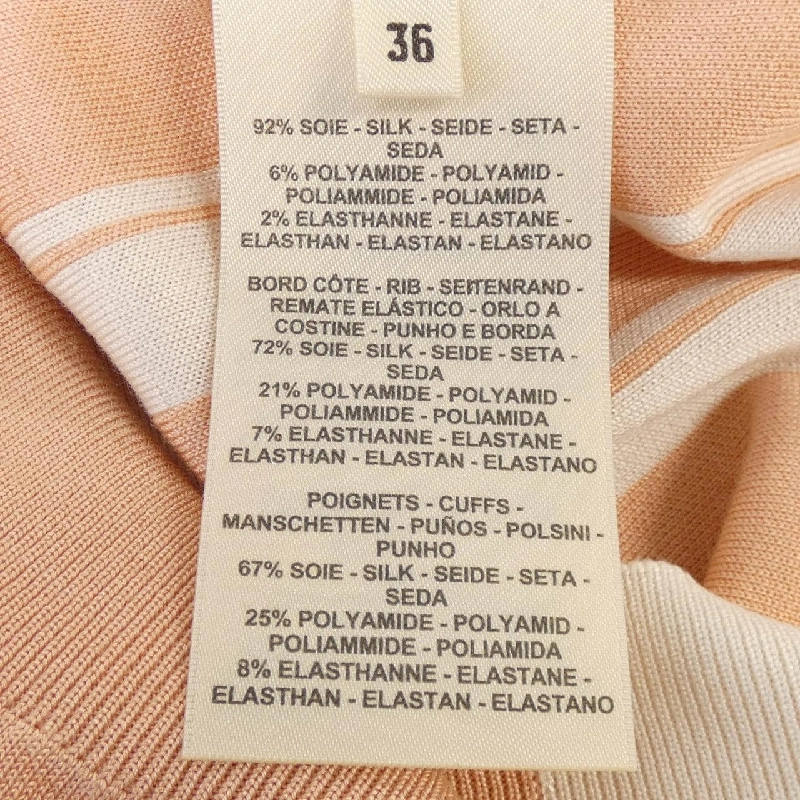 36
92% SOIE - SILK - SEIDE - SETA -
SEDA
6% POLYAMIDE - POLYAMID -
POLIAMMIDE - POLIAMIDA
2% ELASTHANNE - ELASTANE -
ELASTHAN - ELASTAN - ELASTANO
BORD CÔTE - RIB - SEITENRAND -
REMATE ELÁSTICO - ORLO A
COSTINE - PUNHO E BORDA
72% SOIE - SILK - SEIDE - SETA -
SEDA
21% POLYAMIDE - POLYAMID -
POLIAMMIDE - POLIAMIDA
7% ELASTHANNE - ELASTANE -
ELASTHAN - ELASTAN - ELASTANO
POIGNETS - CUFFS -
MANSCHETTEN - PUÑOS - POLSINI -
PUNHO
67% SOIE - SILK - SEIDE - SETA -
SEDA
25% POLYAMIDE - POLYAMID -
POLIAMMIDE - POLIAMIDA
8% ELASTHANNE - ELASTANE -
ELASTHAN - ELASTAN - ELASTANO